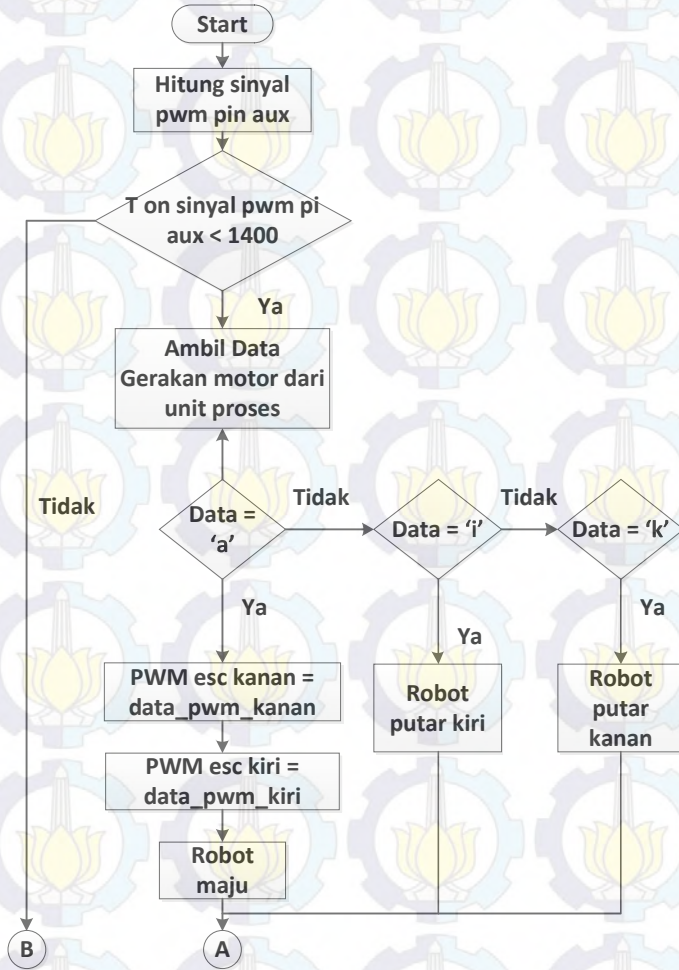 Start
Hitung sinyal
pwm pin aux
T on sinyal pwm pi
aux < 1400
Ya
Ambil Data
Gerakan motor dari
unit proses
Tidak
Data =
‘a’
Tidak
Data = ‘i’
Tidak
Data = ‘k’
Ya
Ya
Ya
PWM esc kanan =
data_pwm_kanan
Robot
putar kiri
Robot
putar
kanan
PWM esc kiri =
data_pwm_kiri
Robot
maju
B
A